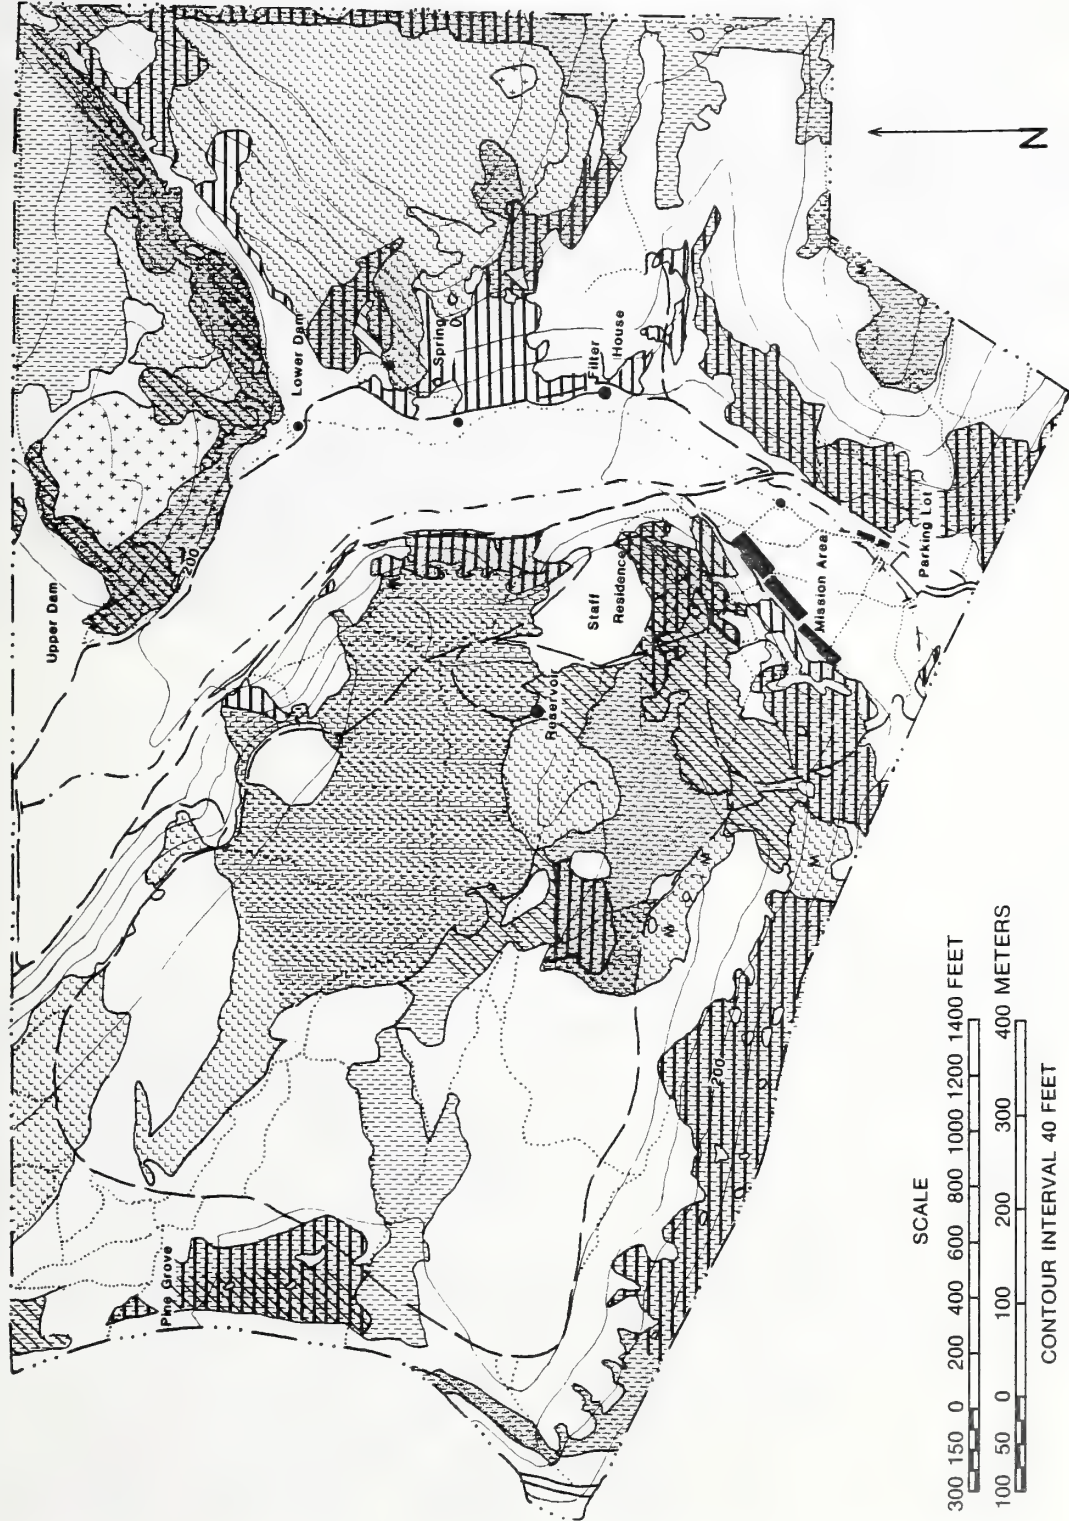 Upper Dam
200
Lower Dam
Spring
Filter
House
Staff
Residence
Reservoir
Mission Area
Parking Lot
Pine Grove
200
M
M
M
M
N
SCALE
300 150 0 200 400 600 800 1000 1200 1400 FEET
100 50 0 100 200 300 400 METERS
CONTOUR INTERVAL 40 FEET